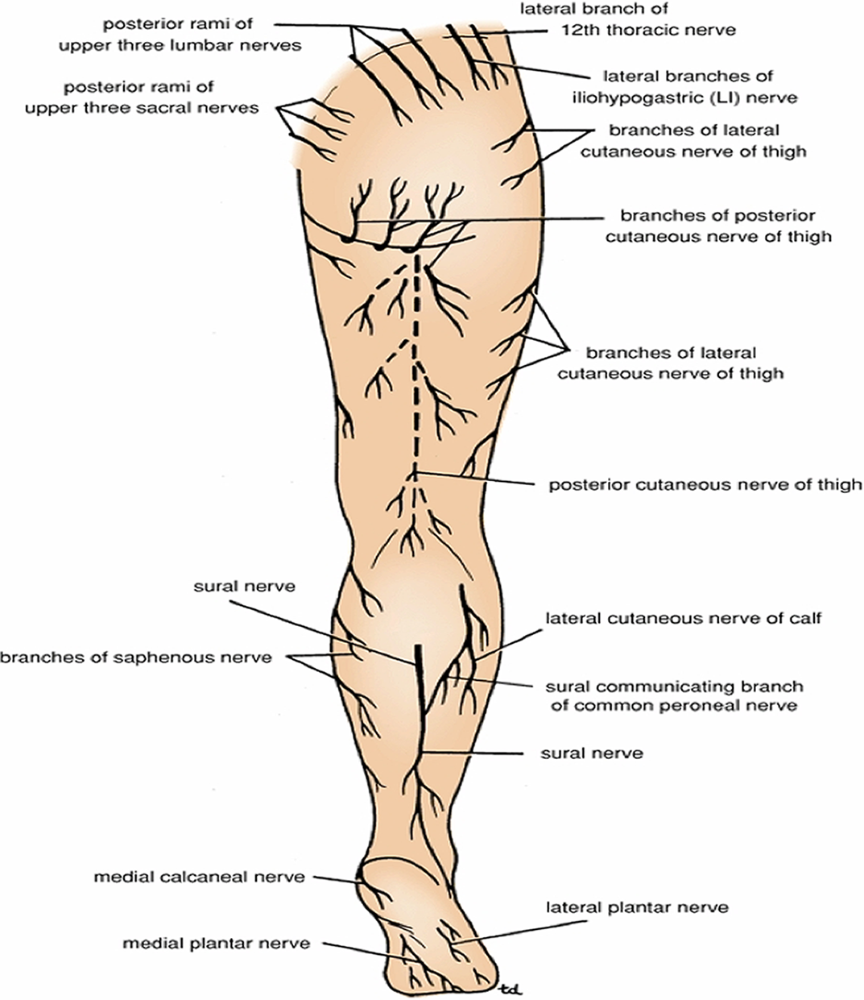 lateral branch of
12th thoracic nerve
posterior rami of
upper three lumbar nerves
lateral branches of
iliohypogastric (LI) nerve
posterior rami of
upper three sacral nerves
branches of lateral
cutaneous nerve of thigh
branches of posterior
cutaneous nerve of thigh
branches of lateral
cutaneous nerve of thigh
posterior cutaneous nerve of thigh
sural nerve
lateral cutaneous nerve of calf
branches of saphenous nerve
sural communicating branch
of common peroneal nerve
sural nerve
medial calcaneal nerve
lateral plantar nerve
medial plantar nerve
td